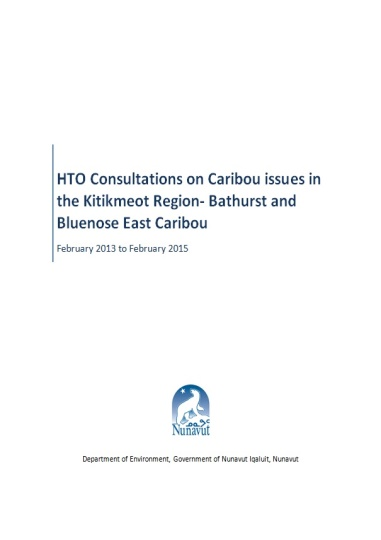 HTO Consultations on Caribou issues in
the Kitikmeot Region- Bathurst and
Bluenose East Caribou
February 2013 to February 2015
Nunavut
Department of Environment, Government of Nunavut Iqaluit, Nunavut